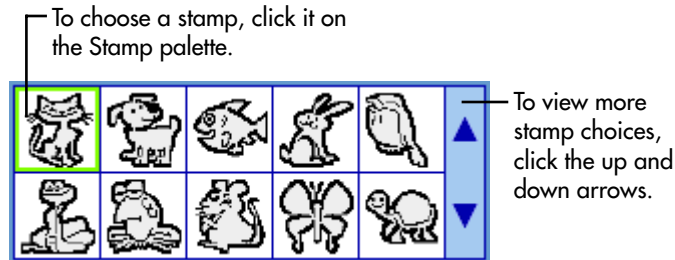 To choose a stamp, click it on
the Stamp palette.
To view more
stamp choices,
click the up and
down arrows.